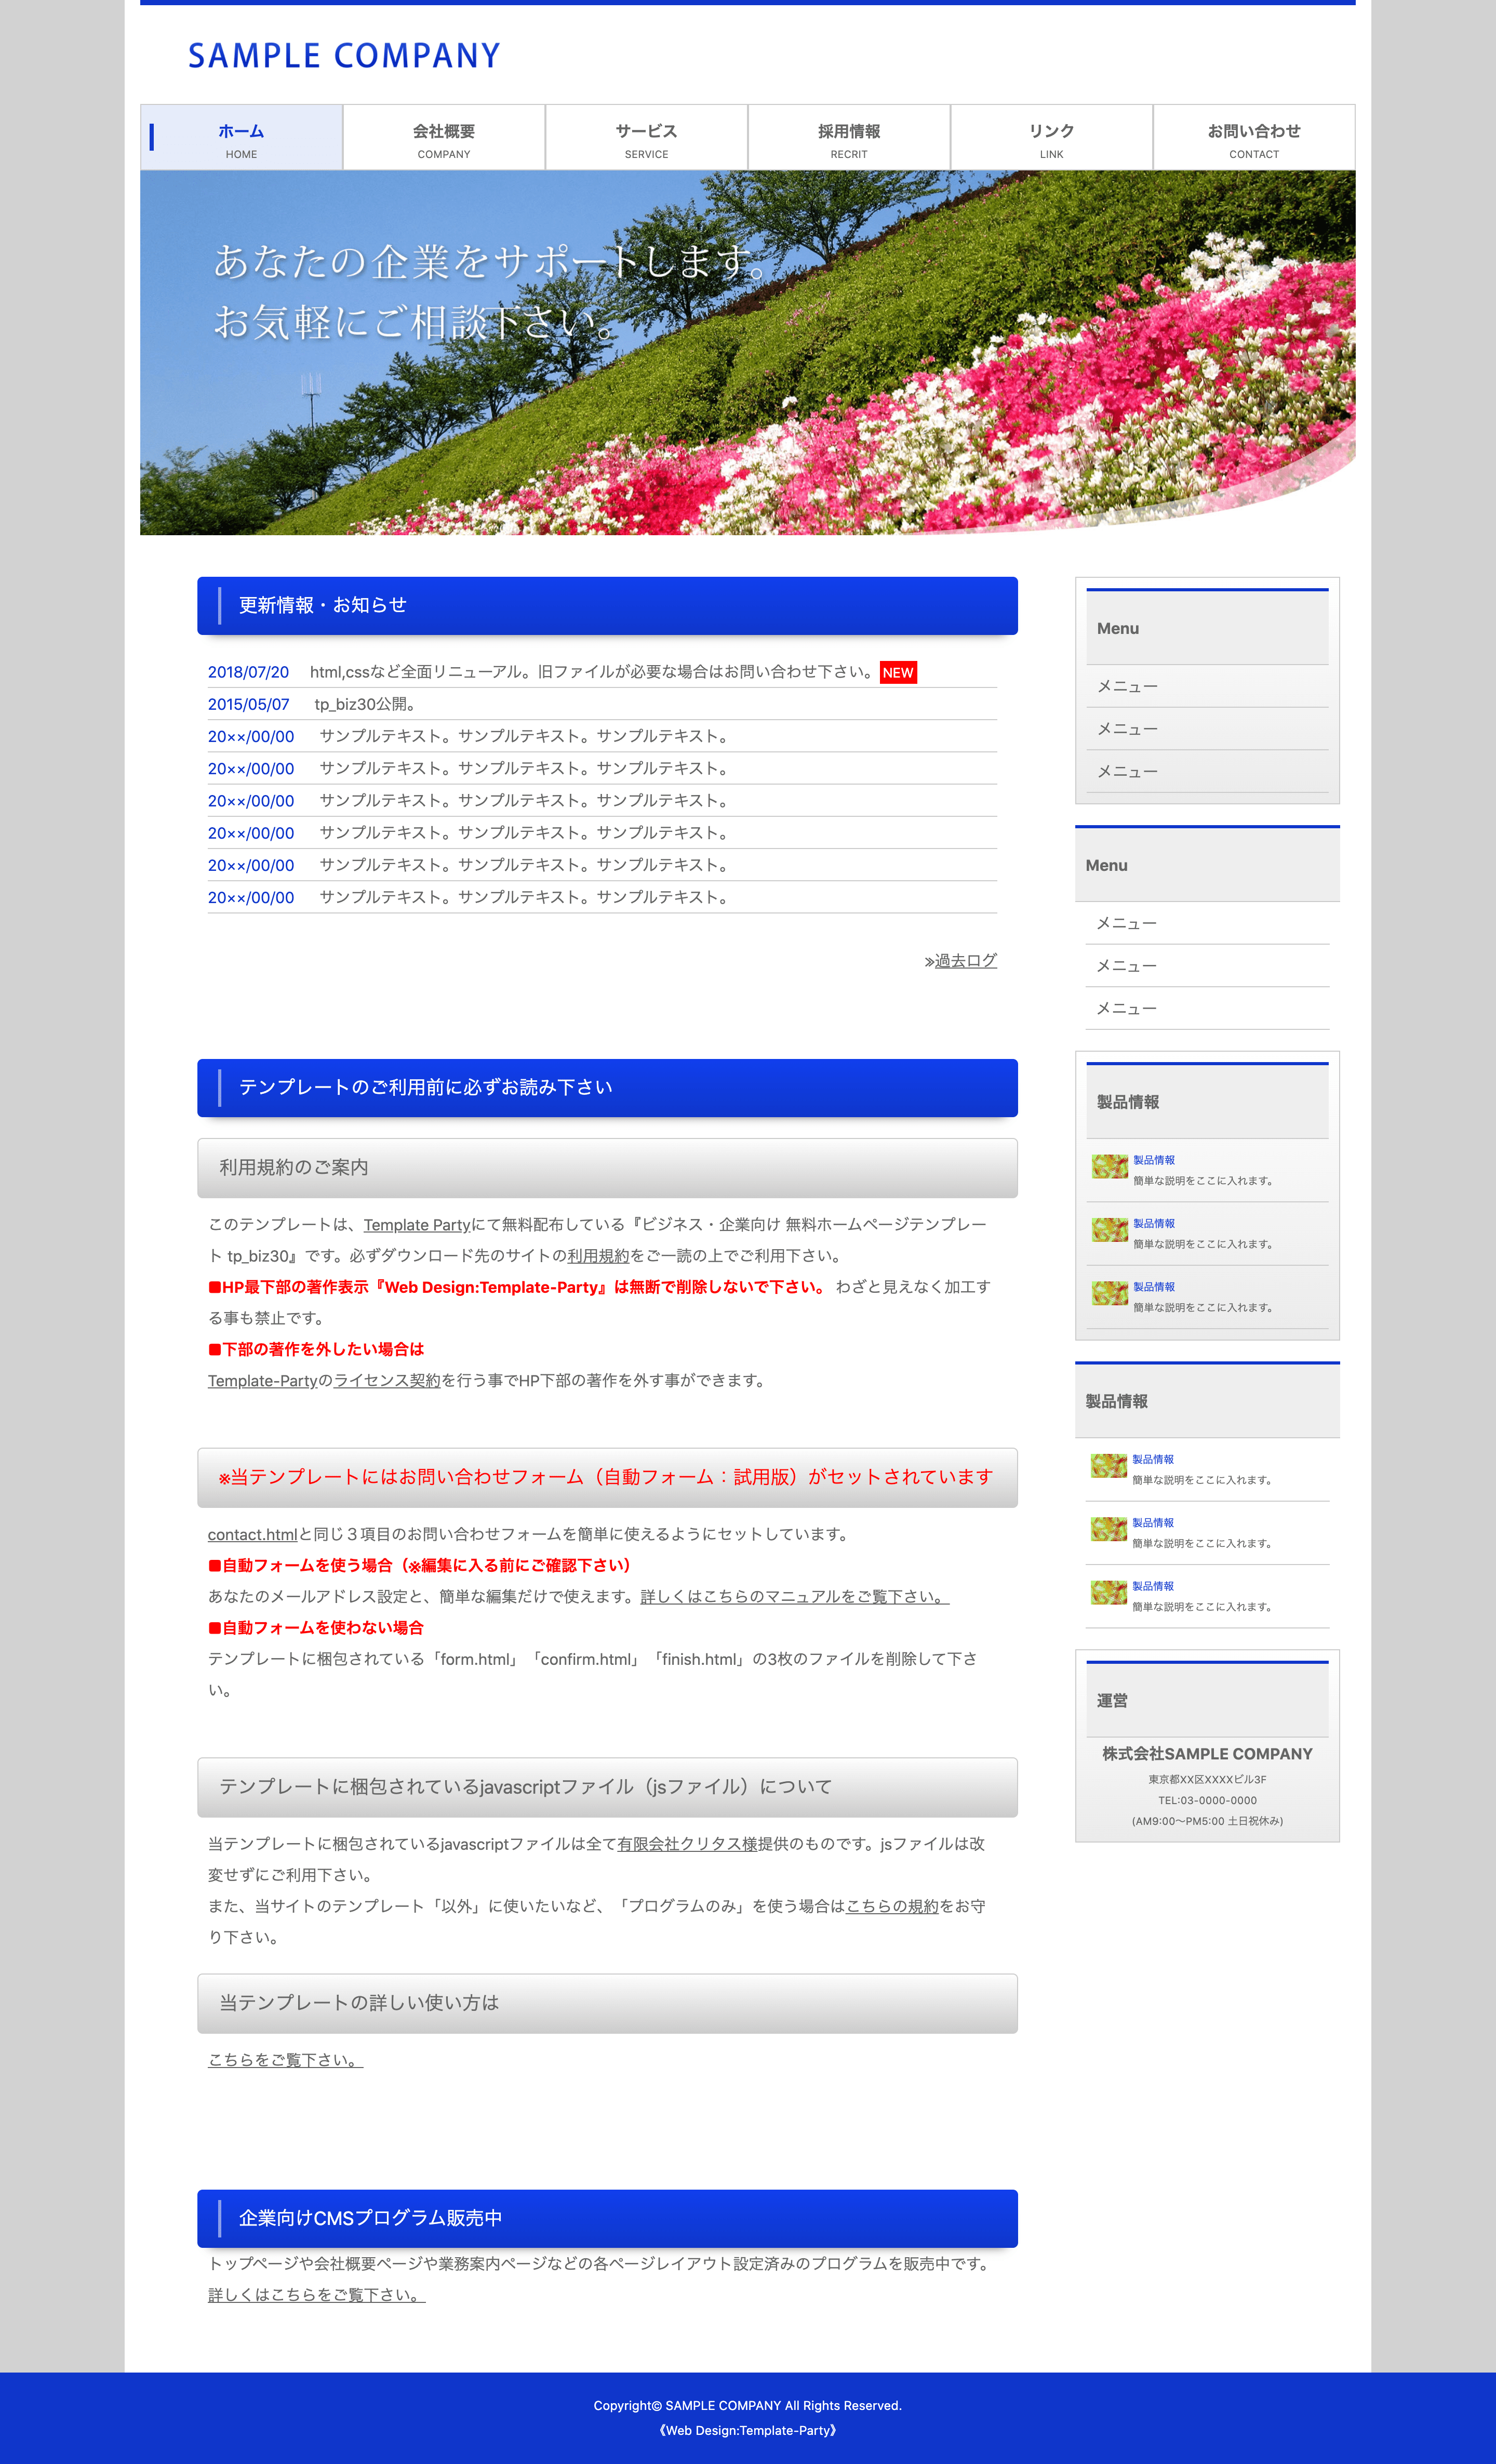 SAMPLE COMPANY
ホーム
HOME
会社概要
COMPANY
サービス
SERVICE
採用情報
RECRIT
リンク
LINK
お問い合わせ
CONTACT
あなたの企業をサポートします。
お気軽にご相談下さい。
更新情報・お知らせ
2018/07/20 html,cssなど全面リニューアル。旧ファイルが必要な場合はお問い合わせ下さい。NEW
2015/05/07 tp_biz30公開。
20××/00/00 サンプルテキスト。サンプルテキスト。サンプルテキスト。
20××/00/00 サンプルテキスト。サンプルテキスト。サンプルテキスト。
20××/00/00 サンプルテキスト。サンプルテキスト。サンプルテキスト。
20××/00/00 サンプルテキスト。サンプルテキスト。サンプルテキスト。
20××/00/00 サンプルテキスト。サンプルテキスト。サンプルテキスト。
20××/00/00 サンプルテキスト。サンプルテキスト。サンプルテキスト。
≫過去ログ
テンプレートのご利用前に必ずお読み下さい
利用規約のご案内
このテンプレートは、Template Partyにて無料配布している『ビジネス・企業向け 無料ホームページテンプレー
ト tp_biz30』です。必ずダウンロード先のサイトの利用規約をご一読の上でご利用下さい。
■HP最下部の著作表示『Web Design:Template-Party』は無断で削除しないで下さい。 わざと見えなく加工す
る事も禁止です。
■下部の著作を外したい場合は
Template-Partyのライセンス契約を行う事でHP下部の著作を外す事ができます。
※当テンプレートにはお問い合わせフォーム（自動フォーム：試用版）がセットされています
contact.htmlと同じ３項目のお問い合わせフォームを簡単に使えるようにセットしています。
■自動フォームを使う場合（※編集に入る前にご確認下さい）
あなたのメールアドレス設定と、簡単な編集だけで使えます。詳しくはこちらのマニュアルをご覧下さい。
■自動フォームを使わない場合
テンプレートに梱包されている「form.html」「confirm.html」「finish.html」の3枚のファイルを削除して下さ
い。
テンプレートに梱包されているjavascriptファイル（jsファイル）について
当テンプレートに梱包されているjavascriptファイルは全て有限会社クリタス様提供のものです。jsファイルは改
変せずにご利用下さい。
また、当サイトのテンプレート「以外」に使いたいなど、「プログラムのみ」を使う場合はこちらの規約をお守
り下さい。
当テンプレートの詳しい使い方は
こちらをご覧下さい。
企業向けCMSプログラム販売中
トップページや会社概要ページや業務案内ページなどの各ページレイアウト設定済みのプログラムを販売中です。
詳しくはこちらをご覧下さい。
Menu
メニュー
メニュー
メニュー
Menu
メニュー
メニュー
メニュー
製品情報
製品情報
簡単な説明をここに入れます。
製品情報
簡単な説明をここに入れます。
製品情報
簡単な説明をここに入れます。
製品情報
製品情報
簡単な説明をここに入れます。
製品情報
簡単な説明をここに入れます。
製品情報
簡単な説明をここに入れます。
運営
株式会社SAMPLE COMPANY
東京都XX区XXXXビル3F
TEL:03-0000-0000
(AM9:00〜PM5:00 土日祝休み)
Copyright© SAMPLE COMPANY All Rights Reserved.
《Web Design:Template-Party》